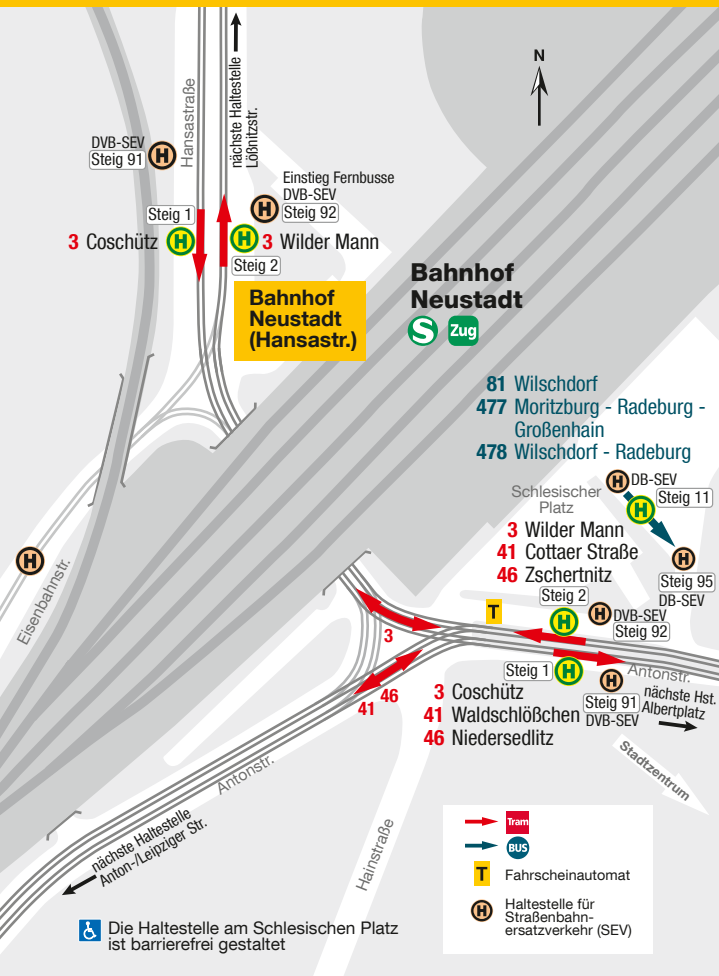 N
Hansastraße
nächste Haltestelle
Lößnitzstr.
DVB-SEV
Steig 91
H
Einstieg Fernbusse
DVB-SEV
H
Steig 92
Steig 1
3 Coschütz
H
H
3 Wilder Mann
Steig 2
Bahnhof
Neustadt
(Hansastr.)
Bahnhof
Neustadt
S
Zug
81 Wilschdorf
477 Moritzburg - Radeburg -
Großenhain
478 Wilschdorf - Radeburg
H
DB-SEV
Steig 11
H
Schlesischer
Platz
3 Wilder Mann
41 Cottaer Straße
46 Zschertnitz
H
Steig 95
DB-SEV
Steig 2
H
H
DVB-SEV
Steig 92
T
H
Eisenbahnstr.
3
46
41
Steig 1
H
H
Steig 91
DVB-SEV
Antonstr.
nächste Hst.
Albertplatz
3 Coschütz
41 Waldschlößchen
46 Niedersedlitz
Stadtzentrum
Antonstr.
Hainstraße
nächste Haltestelle
Anton-/Leipziger Str.
Tram
BUS
T Fahrscheinautomat
H Haltestelle für
Straßenbahn-
ersatzverkehr (SEV)
Die Haltestelle am Schlesischen Platz
ist barrierefrei gestaltet